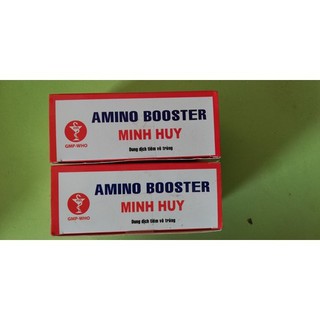 AMINO BOOSTER
MINH HUY
Dung dịch tiêm vô trùng
GMP-WHO
AMINO BOOSTER
MINH HUY
Dung dịch tiêm vô trùng
GMP-WHO